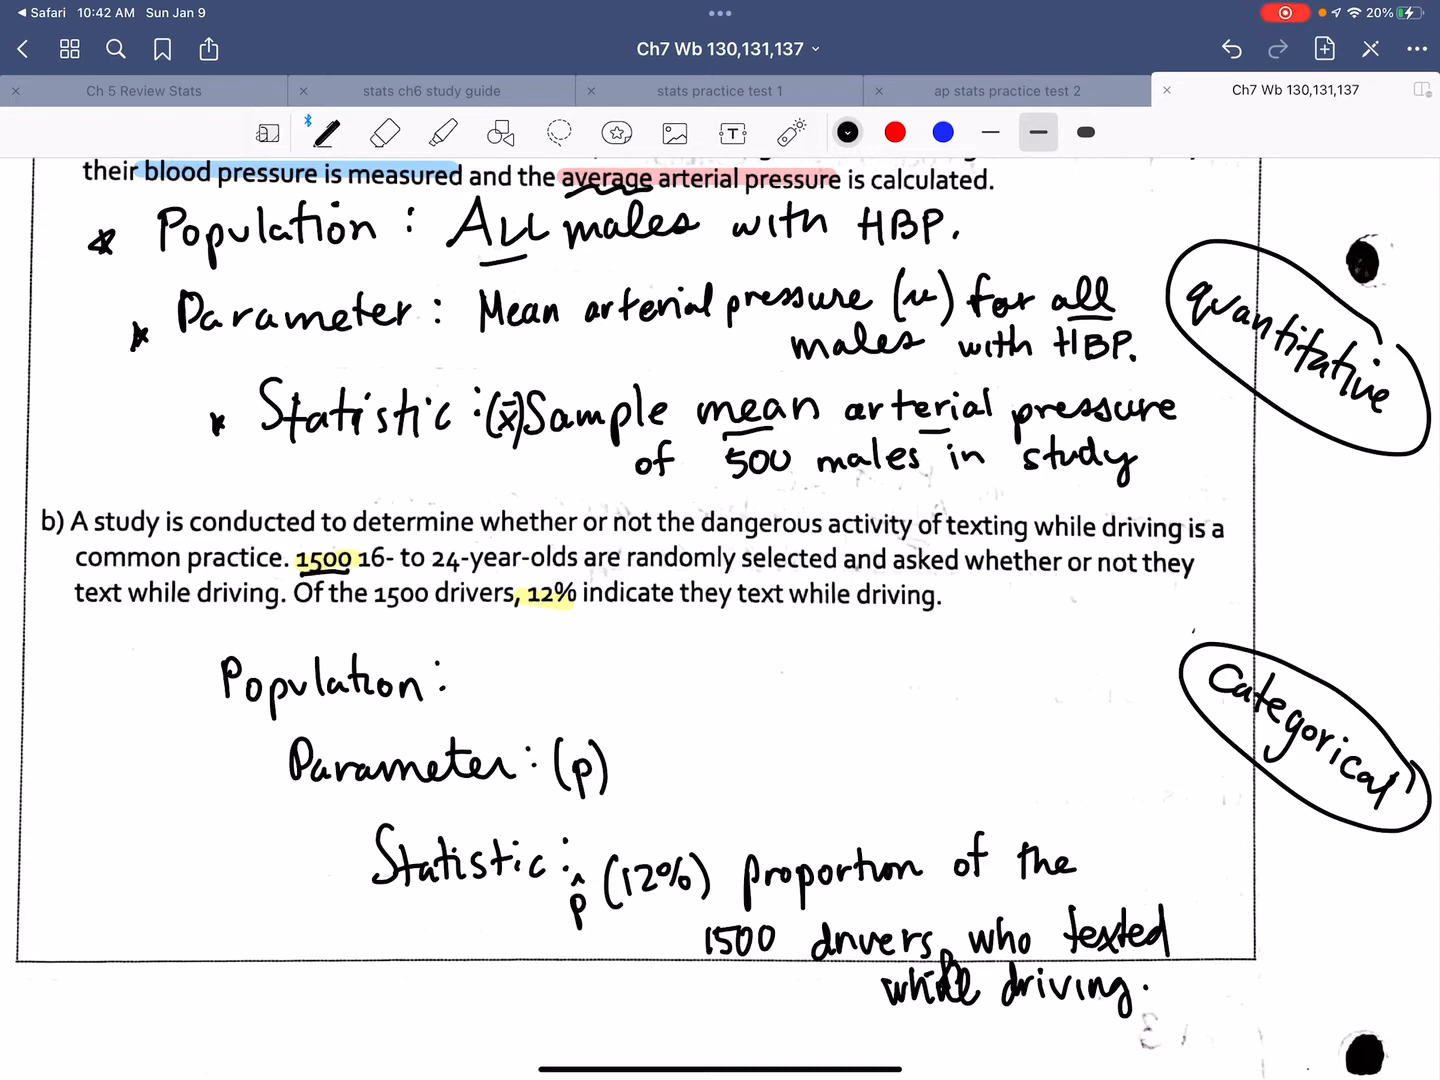 Safari 10:42 AM Sun Jan 9
20%
Ch7 Wb 130,131,137
Ch 5 Review Stats
stats ch6 study guide
stats practice test 1
ap stats practice test 2
Ch7 Wb 130,131,137
their blood pressure is measured and the average arterial pressure is calculated.
Population : ALL males with HBP.
Parameter : Mean arterial pressure (μ) for all
males with HBP.
quantitative
Statistic : (x̄) Sample mean arterial pressure
of 500 males in study
b) A study is conducted to determine whether or not the dangerous activity of texting while driving is a
common practice. 1500 16- to 24-year-olds are randomly selected and asked whether or not they
text while driving. Of the 1500 drivers, 12% indicate they text while driving.
Population :
categorical
Parameter : (p)
Statistic : p̂ (12%) proportion of the
1500 drivers who texted
while driving.